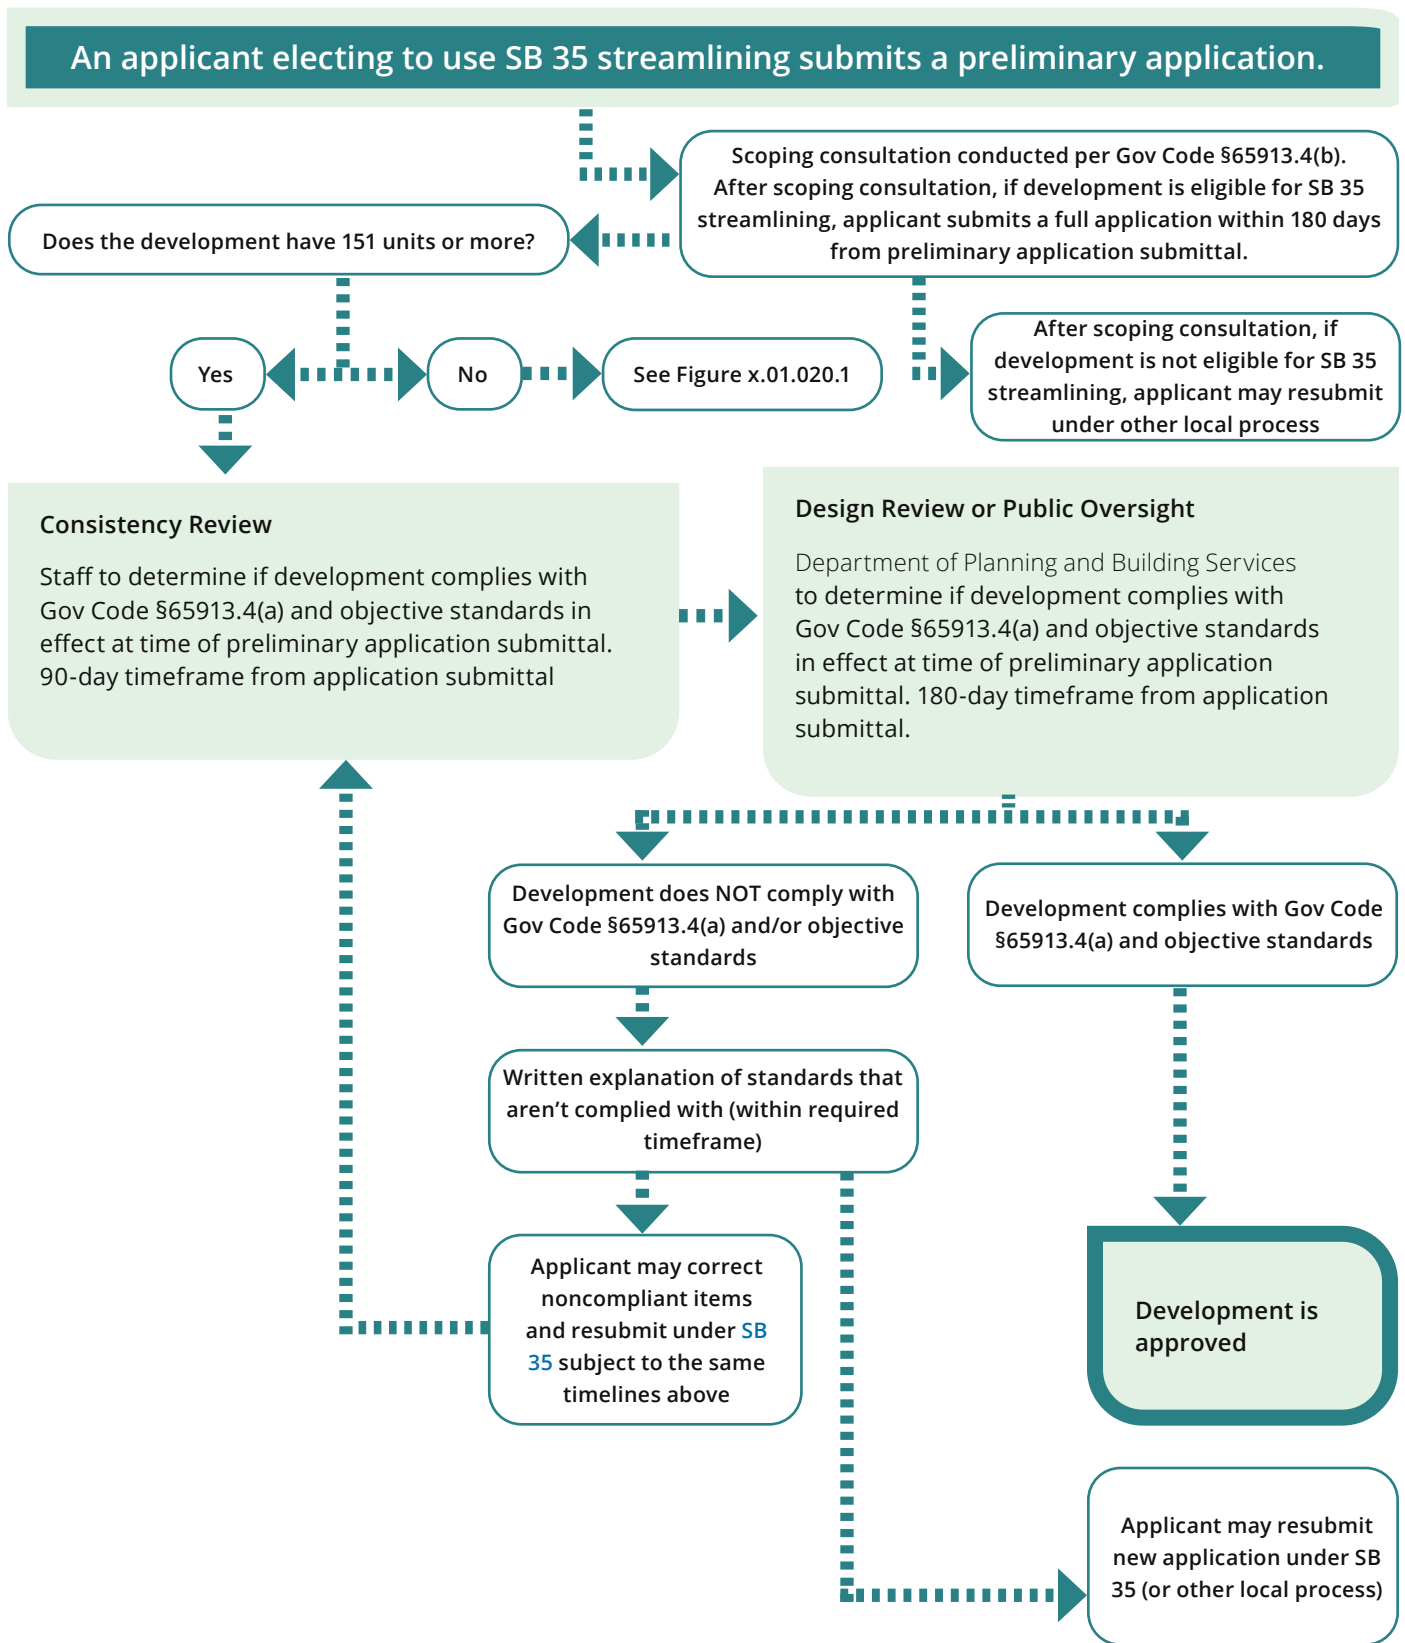 An applicant electing to use SB 35 streamlining submits a preliminary application.
Scoping consultation conducted per Gov Code §65913.4(b).
After scoping consultation, if development is eligible for SB 35
streamlining, applicant submits a full application within 180 days
from preliminary application submittal.
Does the development have 151 units or more?
After scoping consultation, if
development is not eligible for SB 35
streamlining, applicant may resubmit
under other local process
Yes
No
See Figure x.01.020.1
Consistency Review
Staff to determine if development complies with
Gov Code §65913.4(a) and objective standards in
effect at time of preliminary application submittal.
90-day timeframe from application submittal
Design Review or Public Oversight
Department of Planning and Building Services
to determine if development complies with
Gov Code §65913.4(a) and objective standards
in effect at time of preliminary application
submittal. 180-day timeframe from application
submittal.
Development does NOT comply with
Gov Code §65913.4(a) and/or objective
standards
Development complies with Gov Code
§65913.4(a) and objective standards
Written explanation of standards that
aren’t complied with (within required
timeframe)
Applicant may correct
noncompliant items
and resubmit under SB
35 subject to the same
timelines above
Development is
approved
Applicant may resubmit
new application under SB
35 (or other local process)